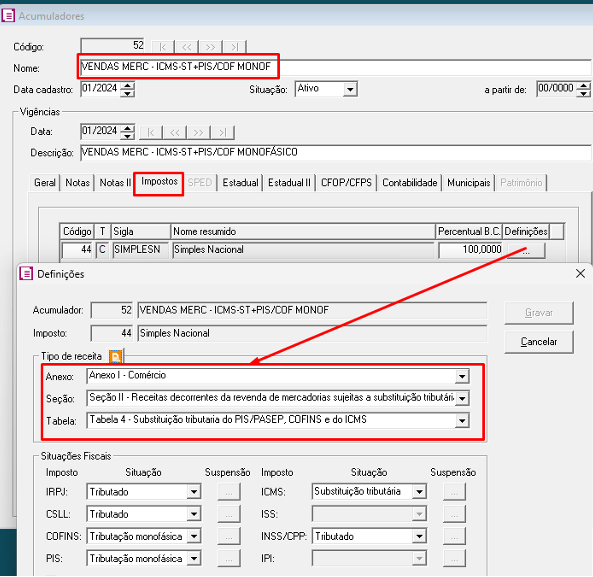 Acumuladores
Código: 52 |< << >> >|
Nome: VENDAS MERC - ICMS-ST+PIS/COF MONOF
Data cadastro: 01/2024 Situação: Ativo a partir de: 00/0000
Vigências
Data: 01/2024 |< << >> >|
Descrição: VENDAS MERC - ICMS-ST+PIS/COF MONOFÁSICO
Geral Notas Notas II Impostos SPED Estadual Estadual II CFOP/CFPS Contabilidade Municipais Patrimônio
Código T Sigla Nome resumido Percentual B.C. Definições
44 C SIMPLESN Simples Nacional 100,0000 ...
Definições
Acumulador: 52 VENDAS MERC - ICMS-ST+PIS/COF MONOF
Gravar
Imposto: 44 Simples Nacional
Cancelar
Tipo de receita
Anexo: Anexo I - Comércio
Seção: Seção II - Receitas decorrentes da revenda de mercadorias sujeitas a substituição tributári
Tabela: Tabela 4 - Substituição tributaria do PIS/PASEP, COFINS e do ICMS
Situações Fiscais
Imposto Situação Suspensão Imposto Situação Suspensão
IRPJ: Tributado ... ICMS: Substituição tributária ...
CSLL: Tributado ... ISS: ...
COFINS: Tributação monofásica ... INSS/CPP: Tributado ...
PIS: Tributação monofásica ... IPI: ...